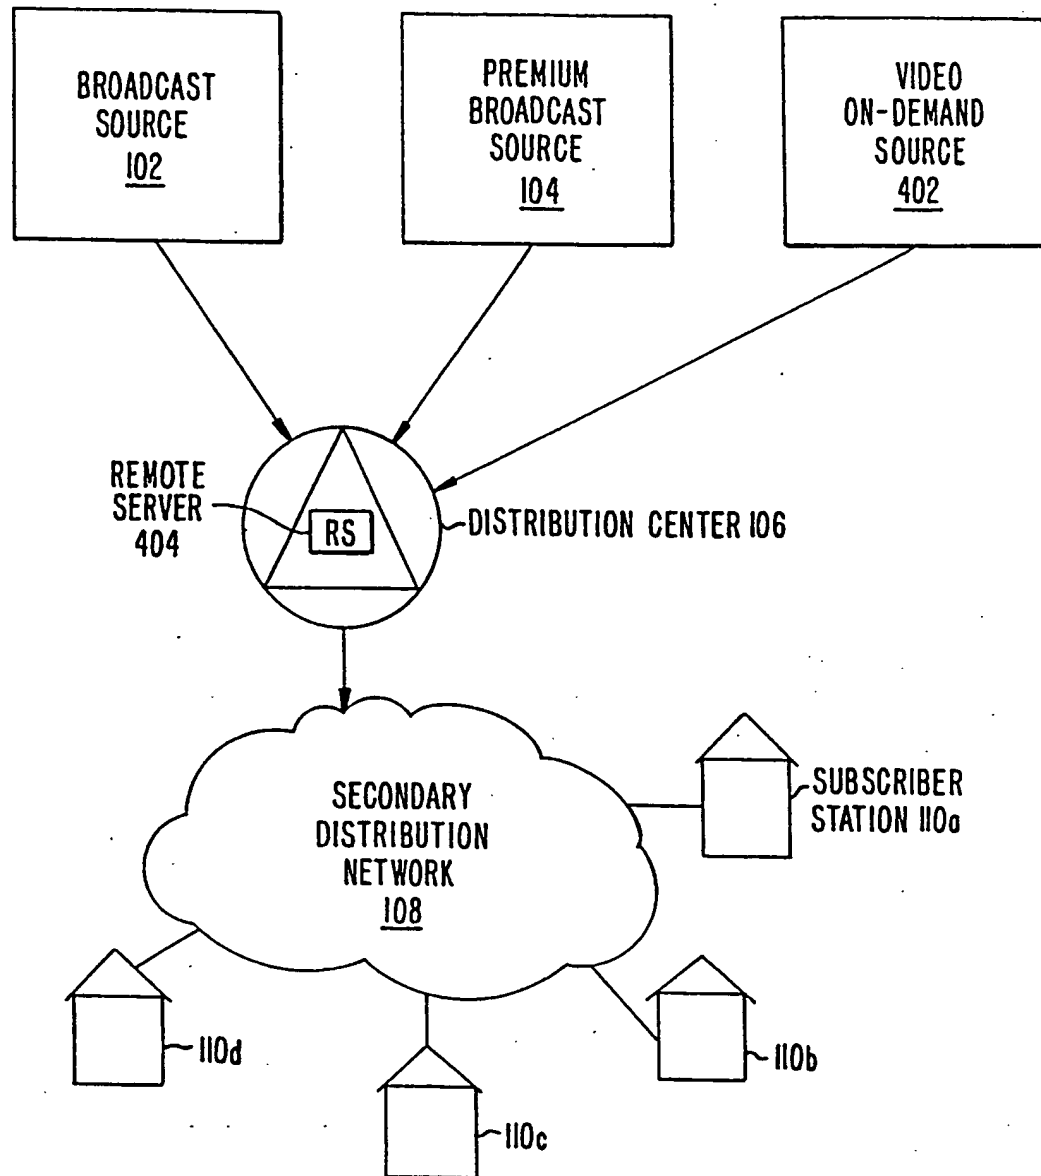 BROADCAST
SOURCE
102
PREMIUM
BROADCAST
SOURCE
104
VIDEO
ON-DEMAND
SOURCE
402
REMOTE
SERVER
404
RS
DISTRIBUTION CENTER 106
SECONDARY
DISTRIBUTION
NETWORK
108
SUBSCRIBER
STATION 110a
110d
110b
110c